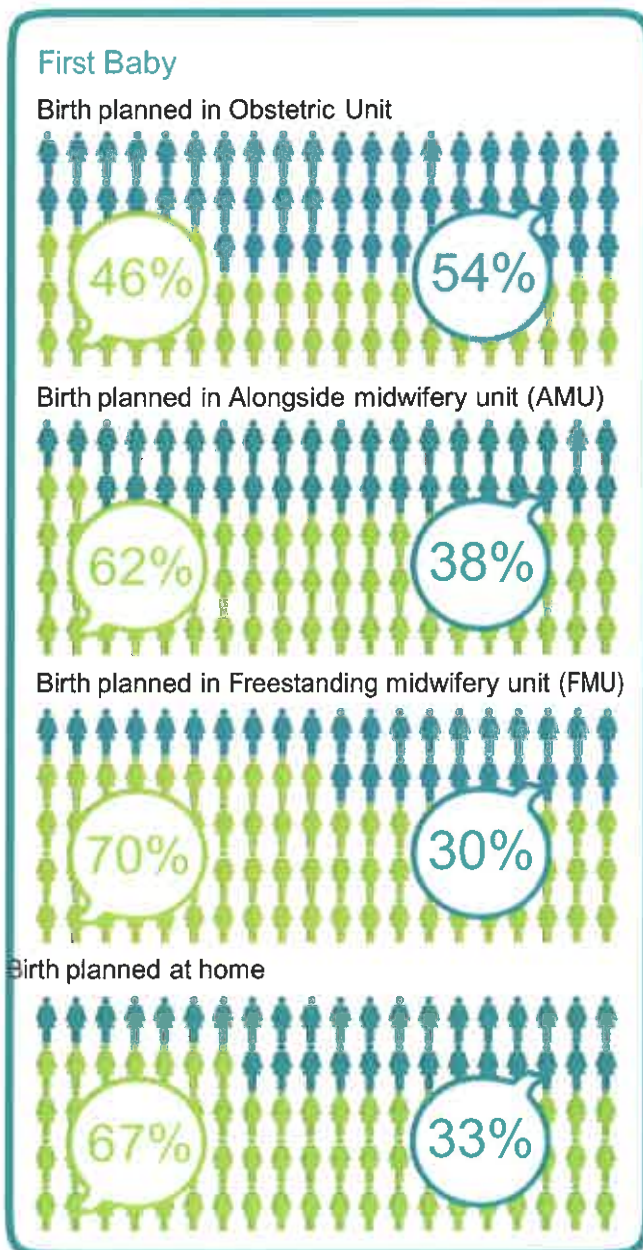 First Baby
Birth planned in Obstetric Unit
46%
54%
Birth planned in Alongside midwifery unit (AMU)
62%
38%
Birth planned in Freestanding midwifery unit (FMU)
70%
30%
Birth planned at home
67%
33%